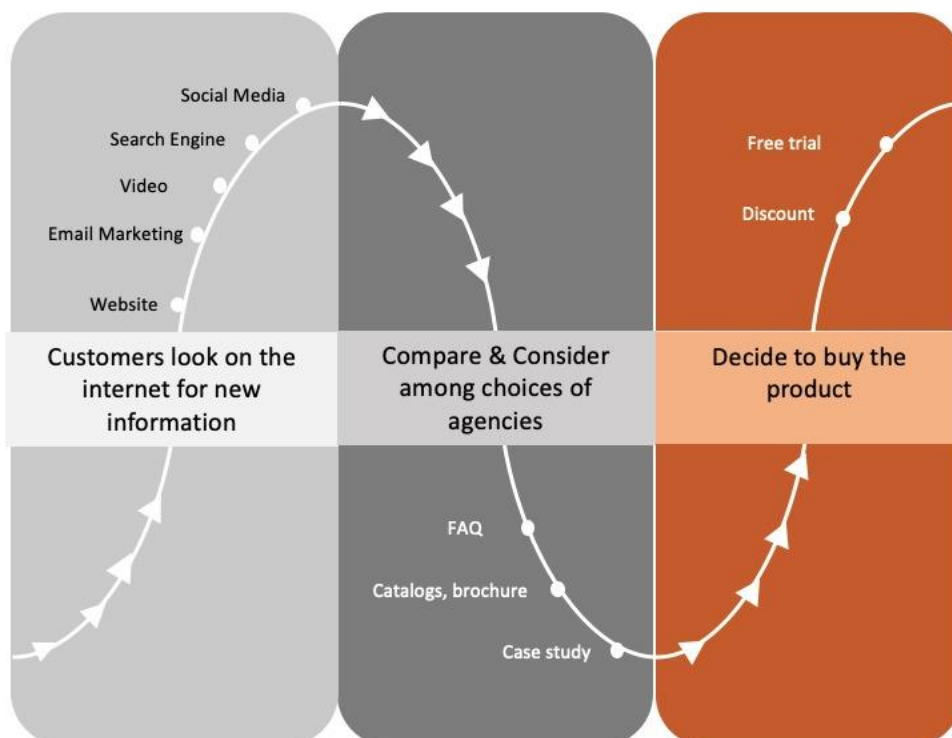 Social Media
Search Engine
Video
Email Marketing
Website
Customers look on the
internet for new
information
Compare & Consider
among choices of
agencies
FAQ
Catalogs, brochure
Case study
Free trial
Discount
Decide to buy the
product